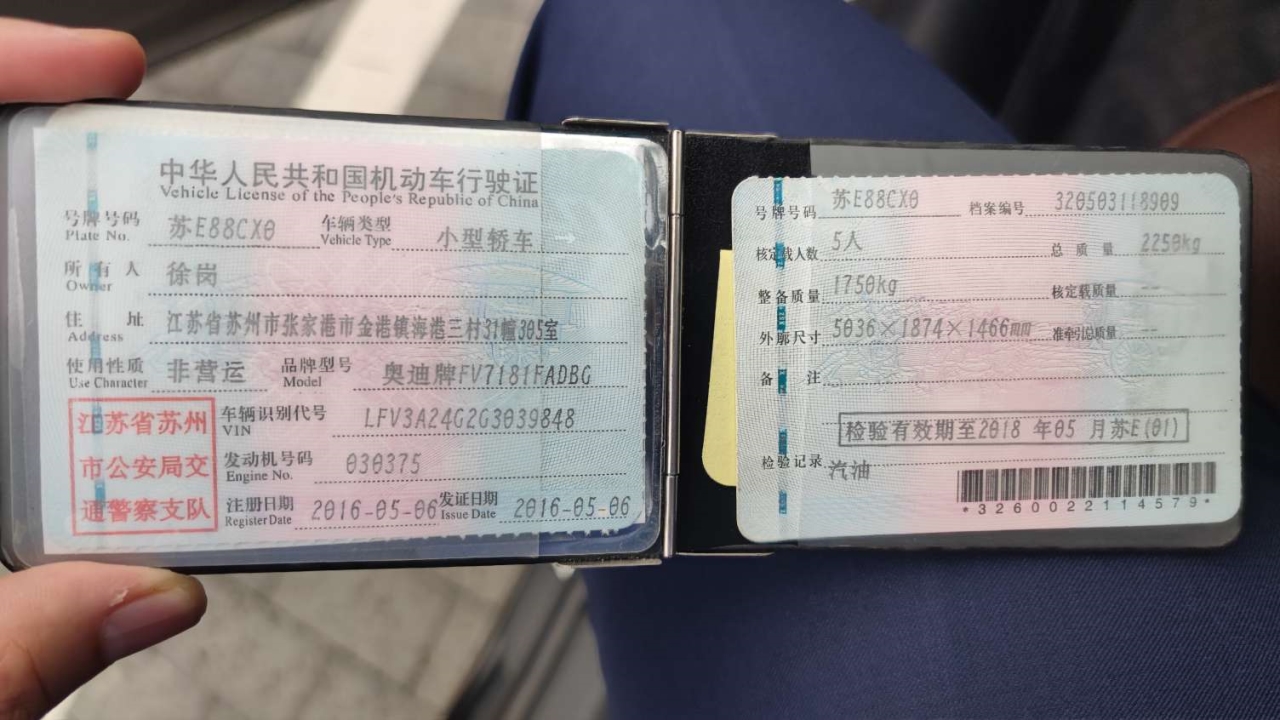 中华人民共和国机动车行驶证
Vehicle License of the People's Republic of China
号牌号码 苏E88CX0 车辆类型 小型轿车
Plate No. Vehicle Type
所有人 徐岗
Owner
住址 江苏省苏州市张家港市金港镇海港三村31幢305室
Address
使用性质 非营运 品牌型号 奥迪牌FV7181FADBG
Use Character Model
江苏省苏州
市公安局交
通警察支队
车辆识别代号 LFV3A24G2G3039848
VIN
发动机号码 030375
Engine No.
注册日期 2016-05-06 发证日期 2016-05-06
Register Date Issue Date
号牌号码 苏E88CX0 档案编号 320503118909
核定载人数 5人 总质量 2250kg
整备质量 1750kg 核定载质量 --
外廓尺寸 5036×1874×1466mm 准牵引总质量 --
备注
检验有效期至2018 年05 月苏E(01)
检验记录 汽油
*3260022114579*